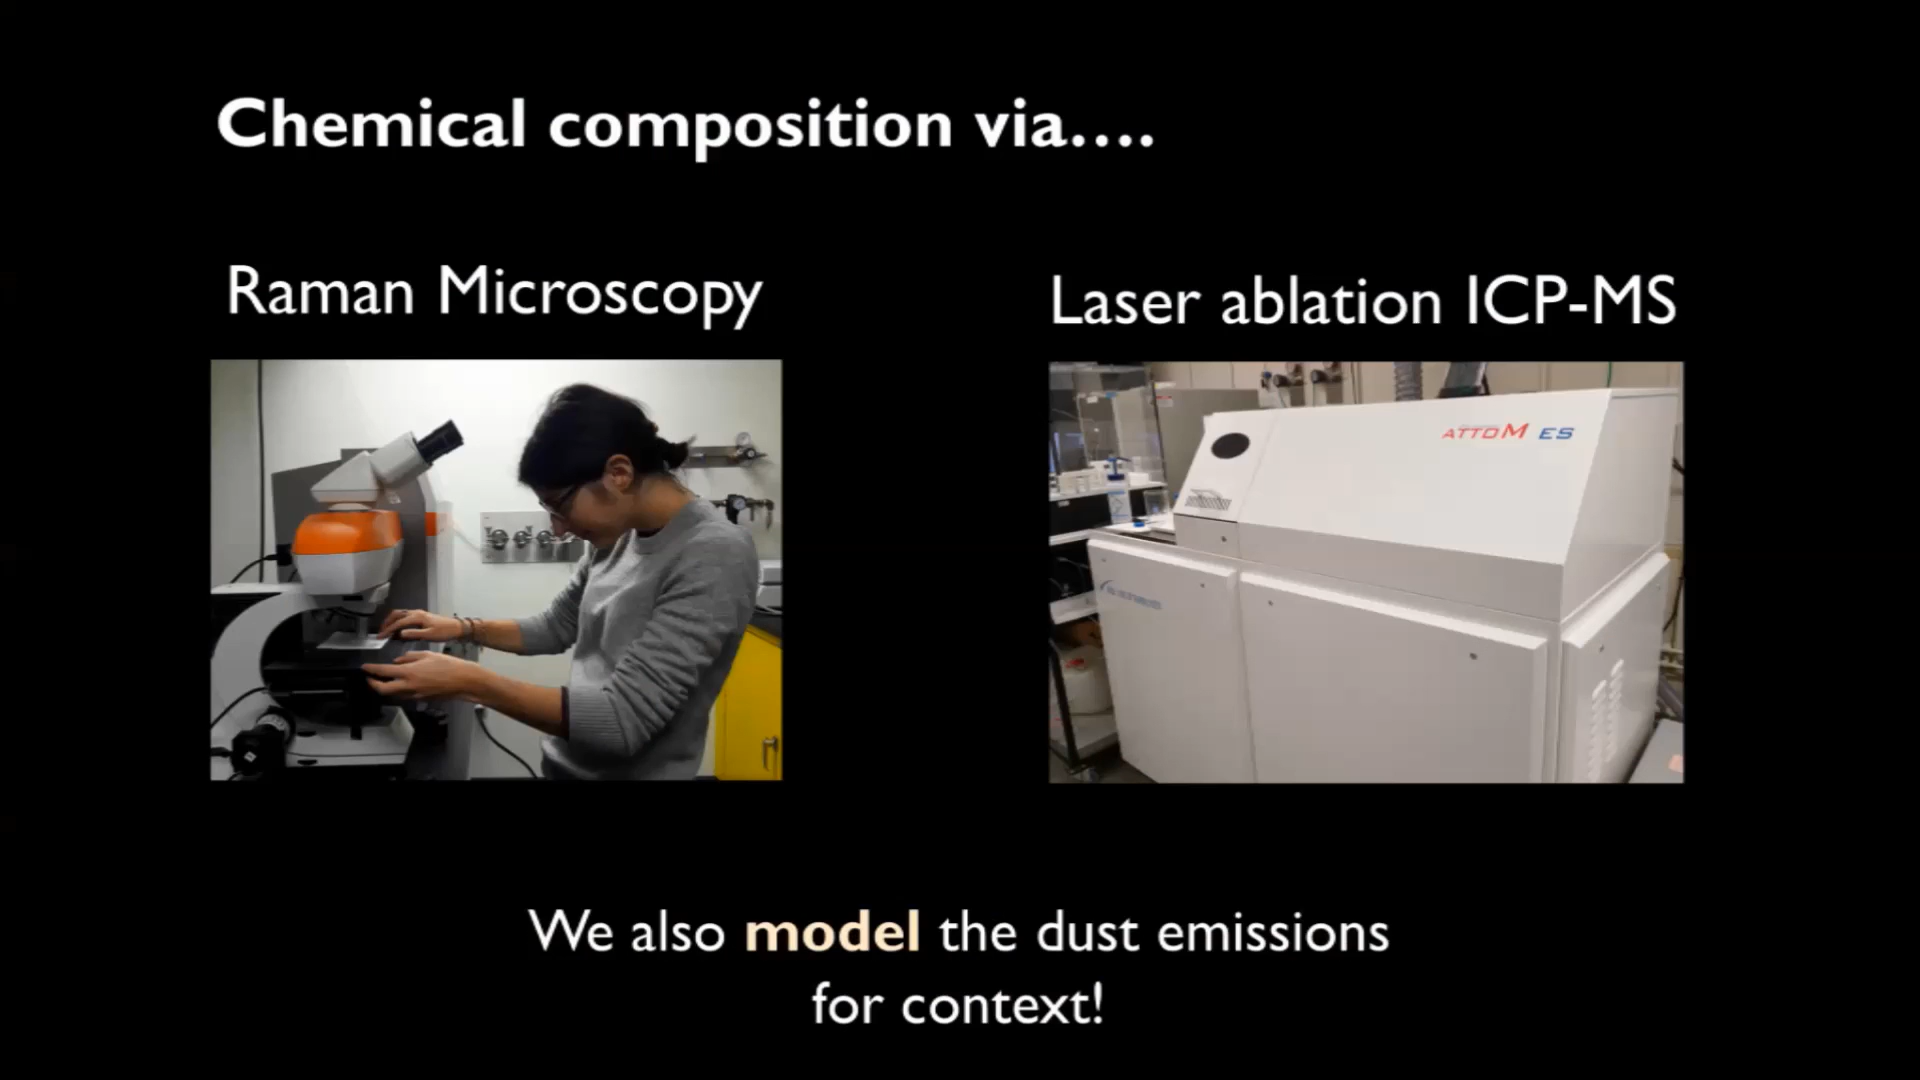 Chemical composition via....
Raman Microscopy
Laser ablation ICP-MS
ATTOM ES
We also model the dust emissions
for context!